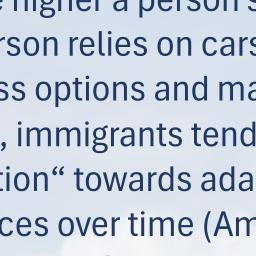 higher a person's
rson relies on cars
ss options and ma
, immigrants tend
tion“ towards ada
ces over time (Am